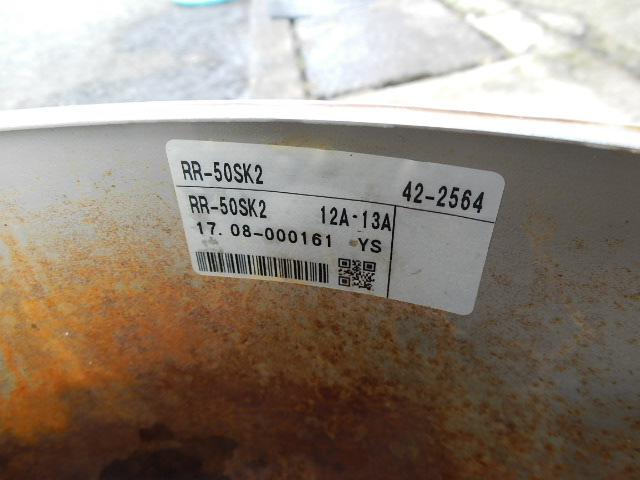 RR-50SK2
42-2564
RR-50SK2 12A-13A
17. 08-000161 YS